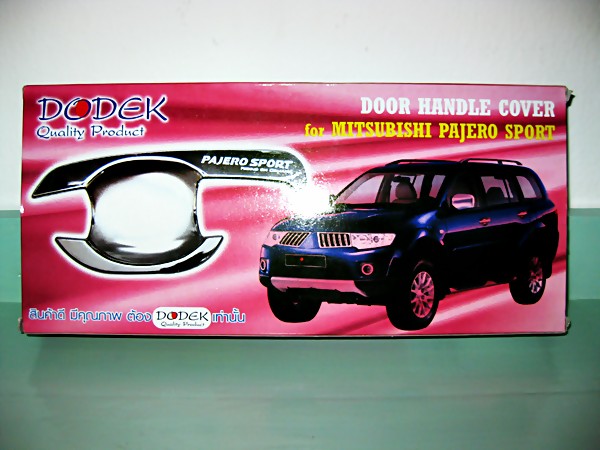 DODEK
Quality Product
DOOR HANDLE COVER
for MITSUBISHI PAJERO SPORT
PAJERO SPORT
สินค้าดี มีคุณภาพ ต้อง DODEK เท่านั้น
Quality Product